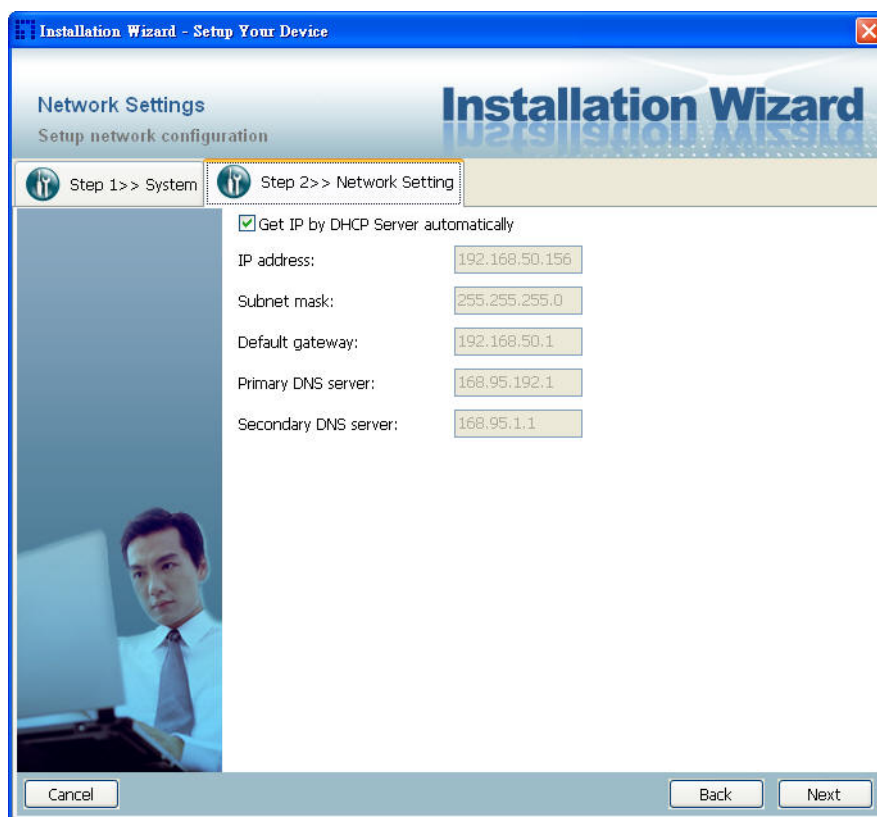 Installation Wizard - Setup Your Device
Network Settings
Setup network configuration
Installation Wizard
Step 1>> System
Step 2>> Network Setting
Get IP by DHCP Server automatically
IP address: 192.168.50.156
Subnet mask: 255.255.255.0
Default gateway: 192.168.50.1
Primary DNS server: 168.95.192.1
Secondary DNS server: 168.95.1.1
Cancel Back Next